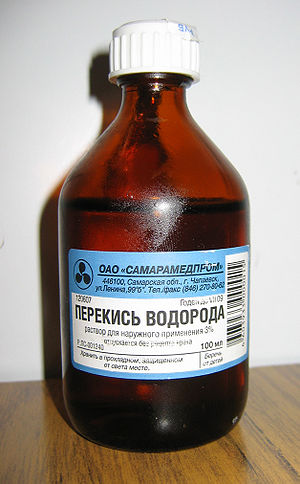 ОАО "САМАРАМЕДПРОМ"
446100, Самарская обл., г. Чапаевск,
ул.Ленина,99"б". Тел./факс (846) 270-80-62
120607
Годен до VII 09
ПЕРЕКИСЬ ВОДОРОДА
раствор для наружного применения 3%
отпускается без рецепта врача
100 мл
Хранить в прохладном, защищенном
от света месте.
Беречь
от детей